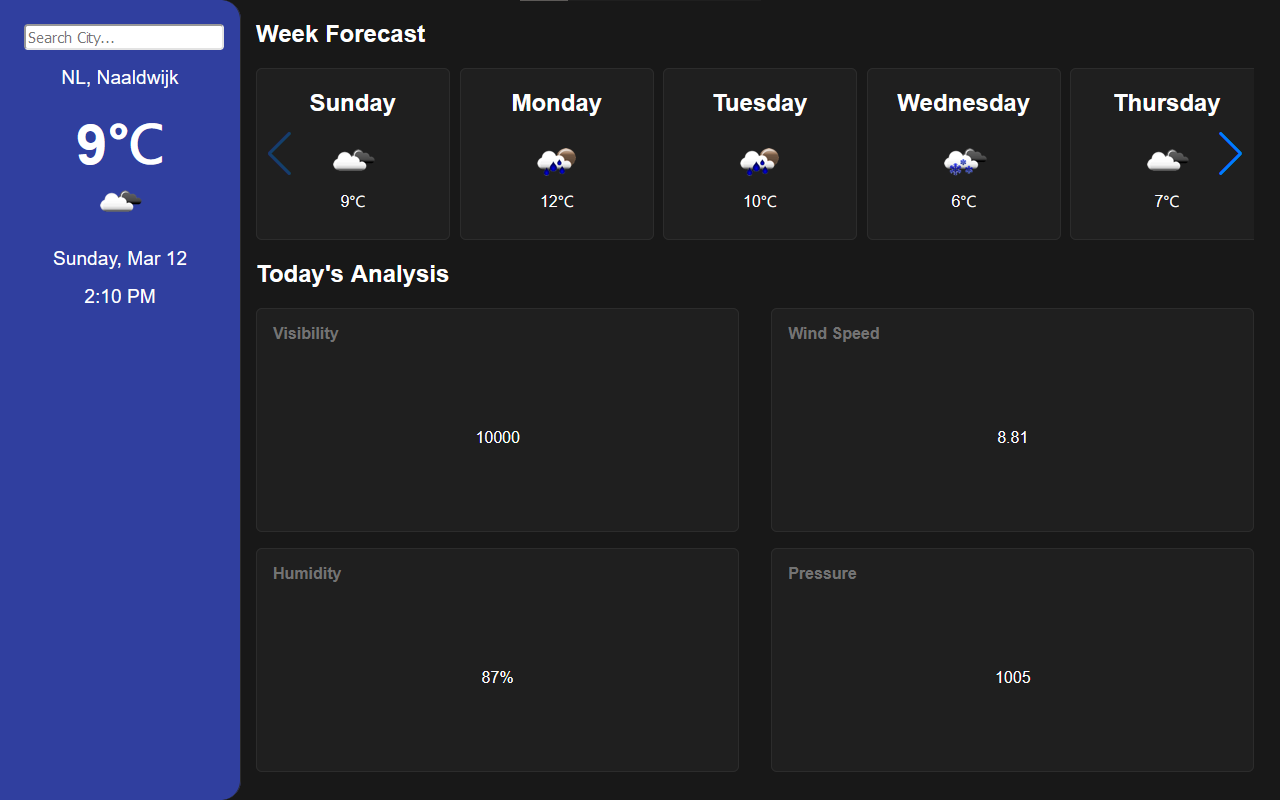 Search City...
NL, Naaldwijk
9°C
Sunday, Mar 12
2:10 PM
Week Forecast
Sunday
9°C
Monday
12°C
Tuesday
10°C
Wednesday
6°C
Thursday
7°C
Today's Analysis
Visibility
10000
Wind Speed
8.81
Humidity
87%
Pressure
1005